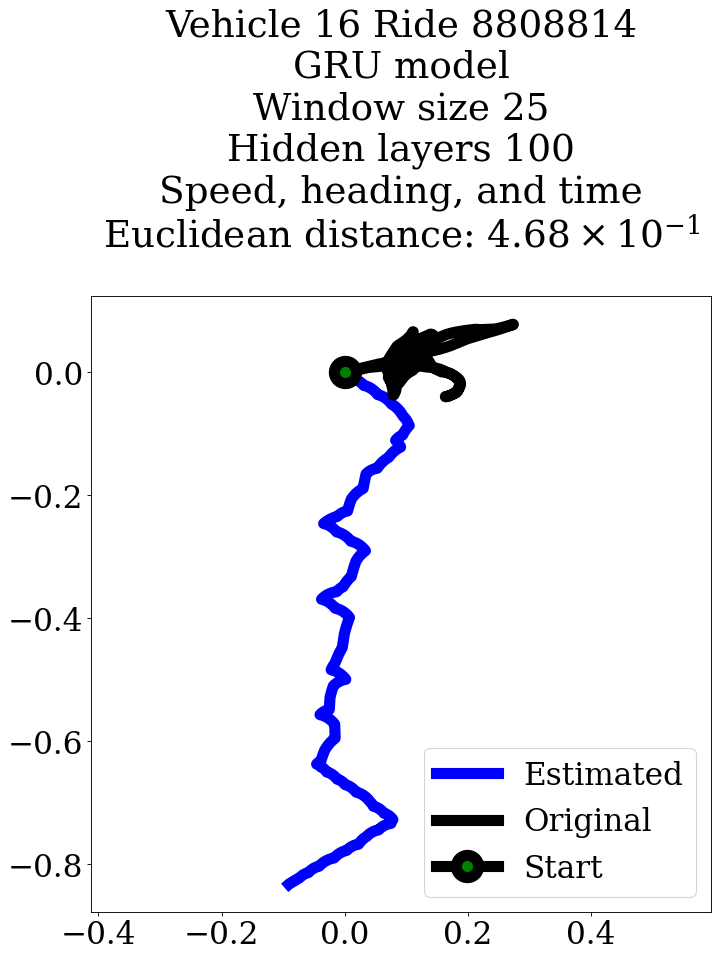 Vehicle 16 Ride 8808814
GRU model
Window size 25
Hidden layers 100
Speed, heading, and time
Euclidean distance: 4.68 × 10⁻¹
0.0
−0.2
−0.4
−0.6
−0.8
−0.4 −0.2 0.0 0.2 0.4
Estimated
Original
Start